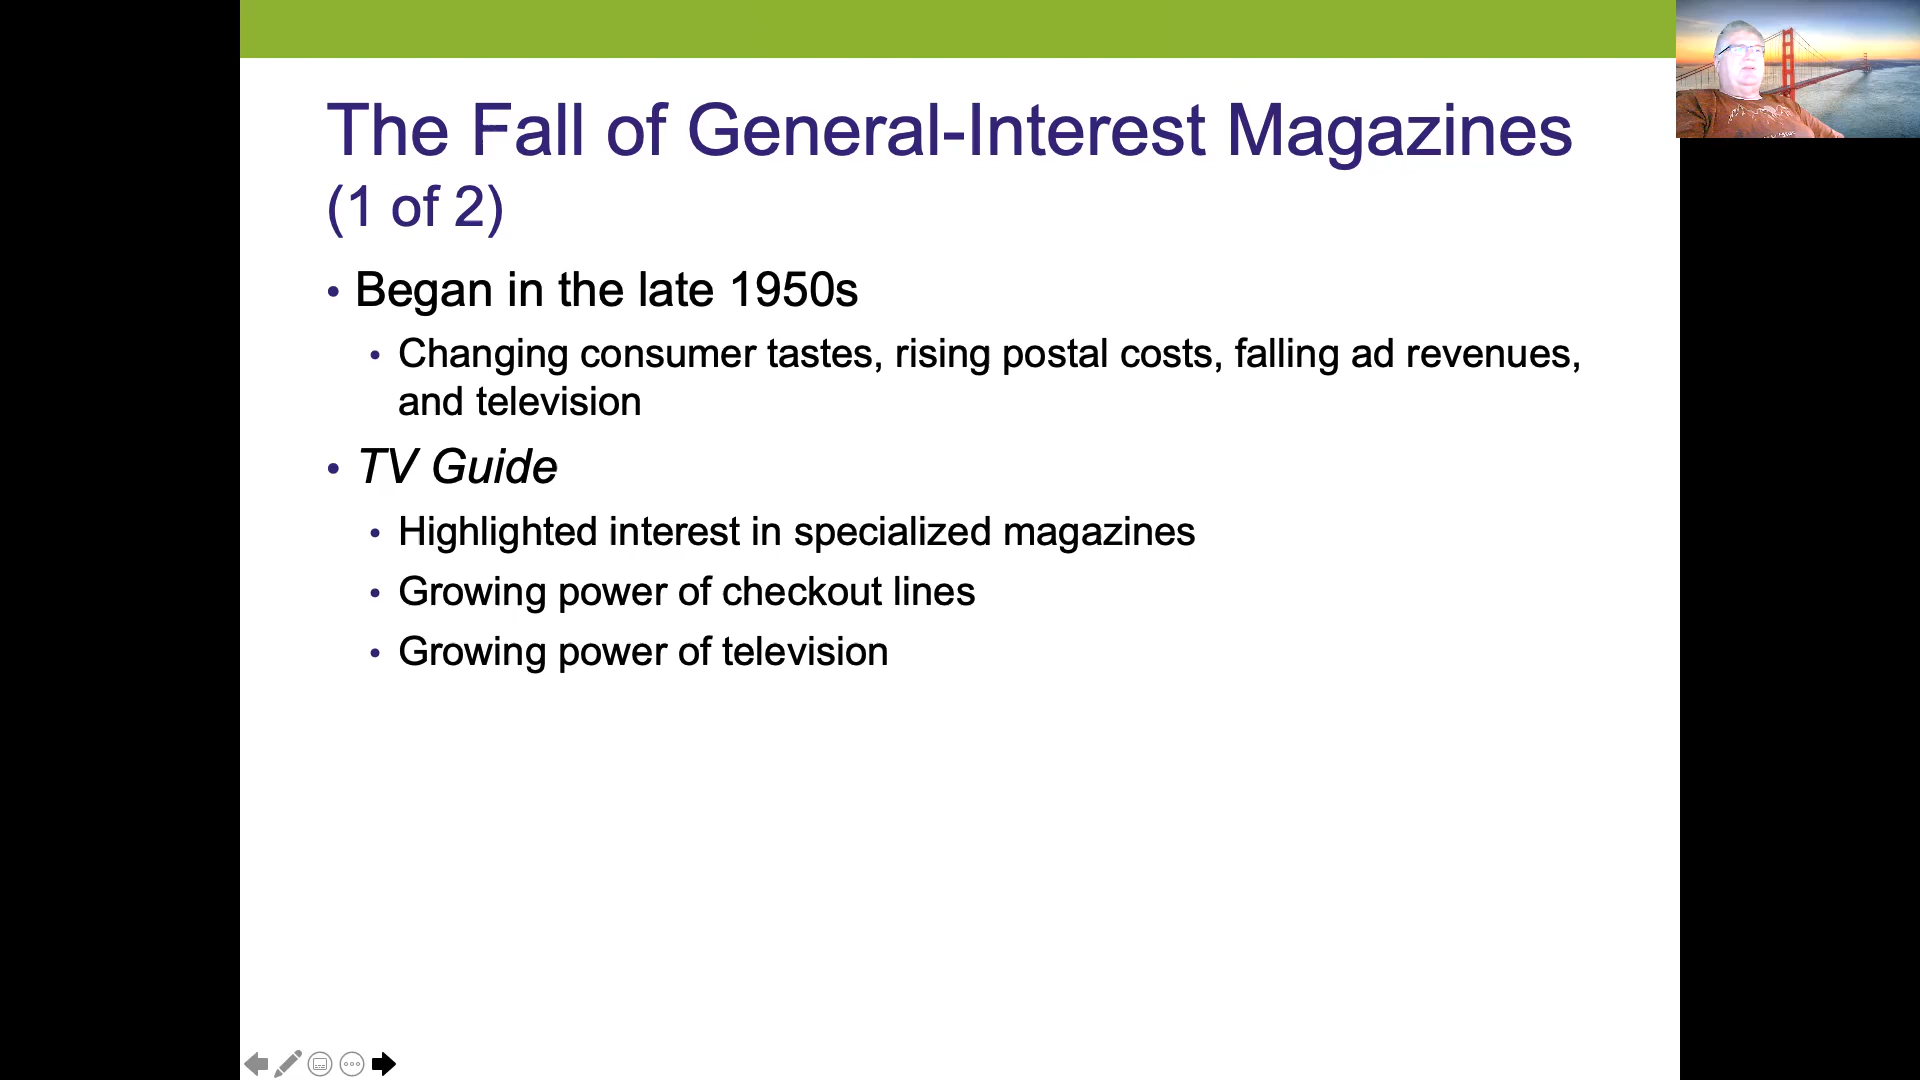 The Fall of General-Interest Magazines
(1 of 2)
• Began in the late 1950s
• Changing consumer tastes, rising postal costs, falling ad revenues,
and television
• TV Guide
• Highlighted interest in specialized magazines
• Growing power of checkout lines
• Growing power of television